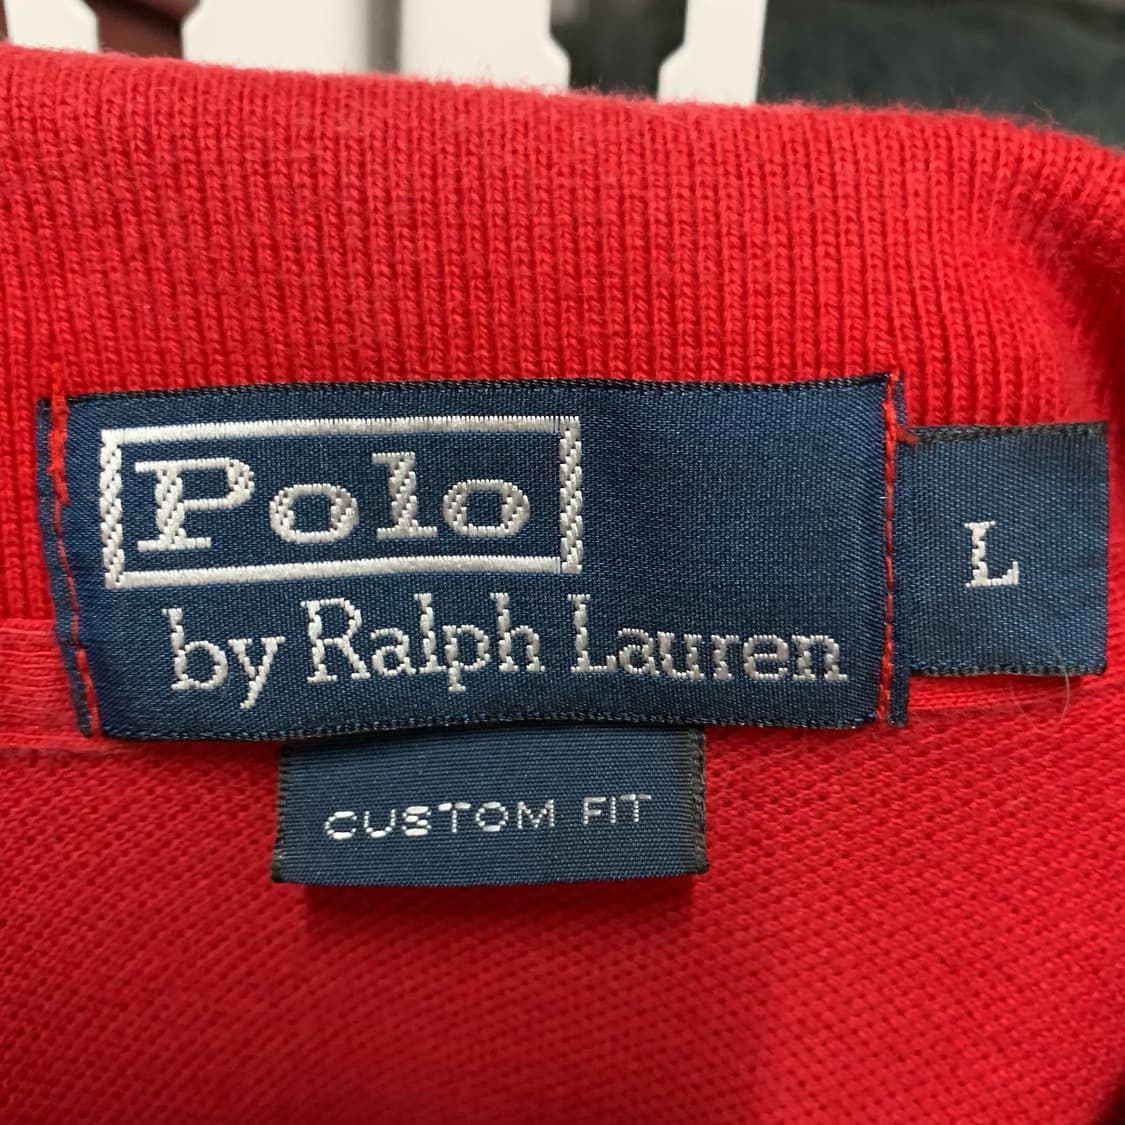 Polo
by Ralph Lauren
L
CUSTOM FIT